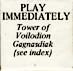 PLAY
IMMEDIATELY
Tower of
Voilodion
Gagnasdiak
(see index)